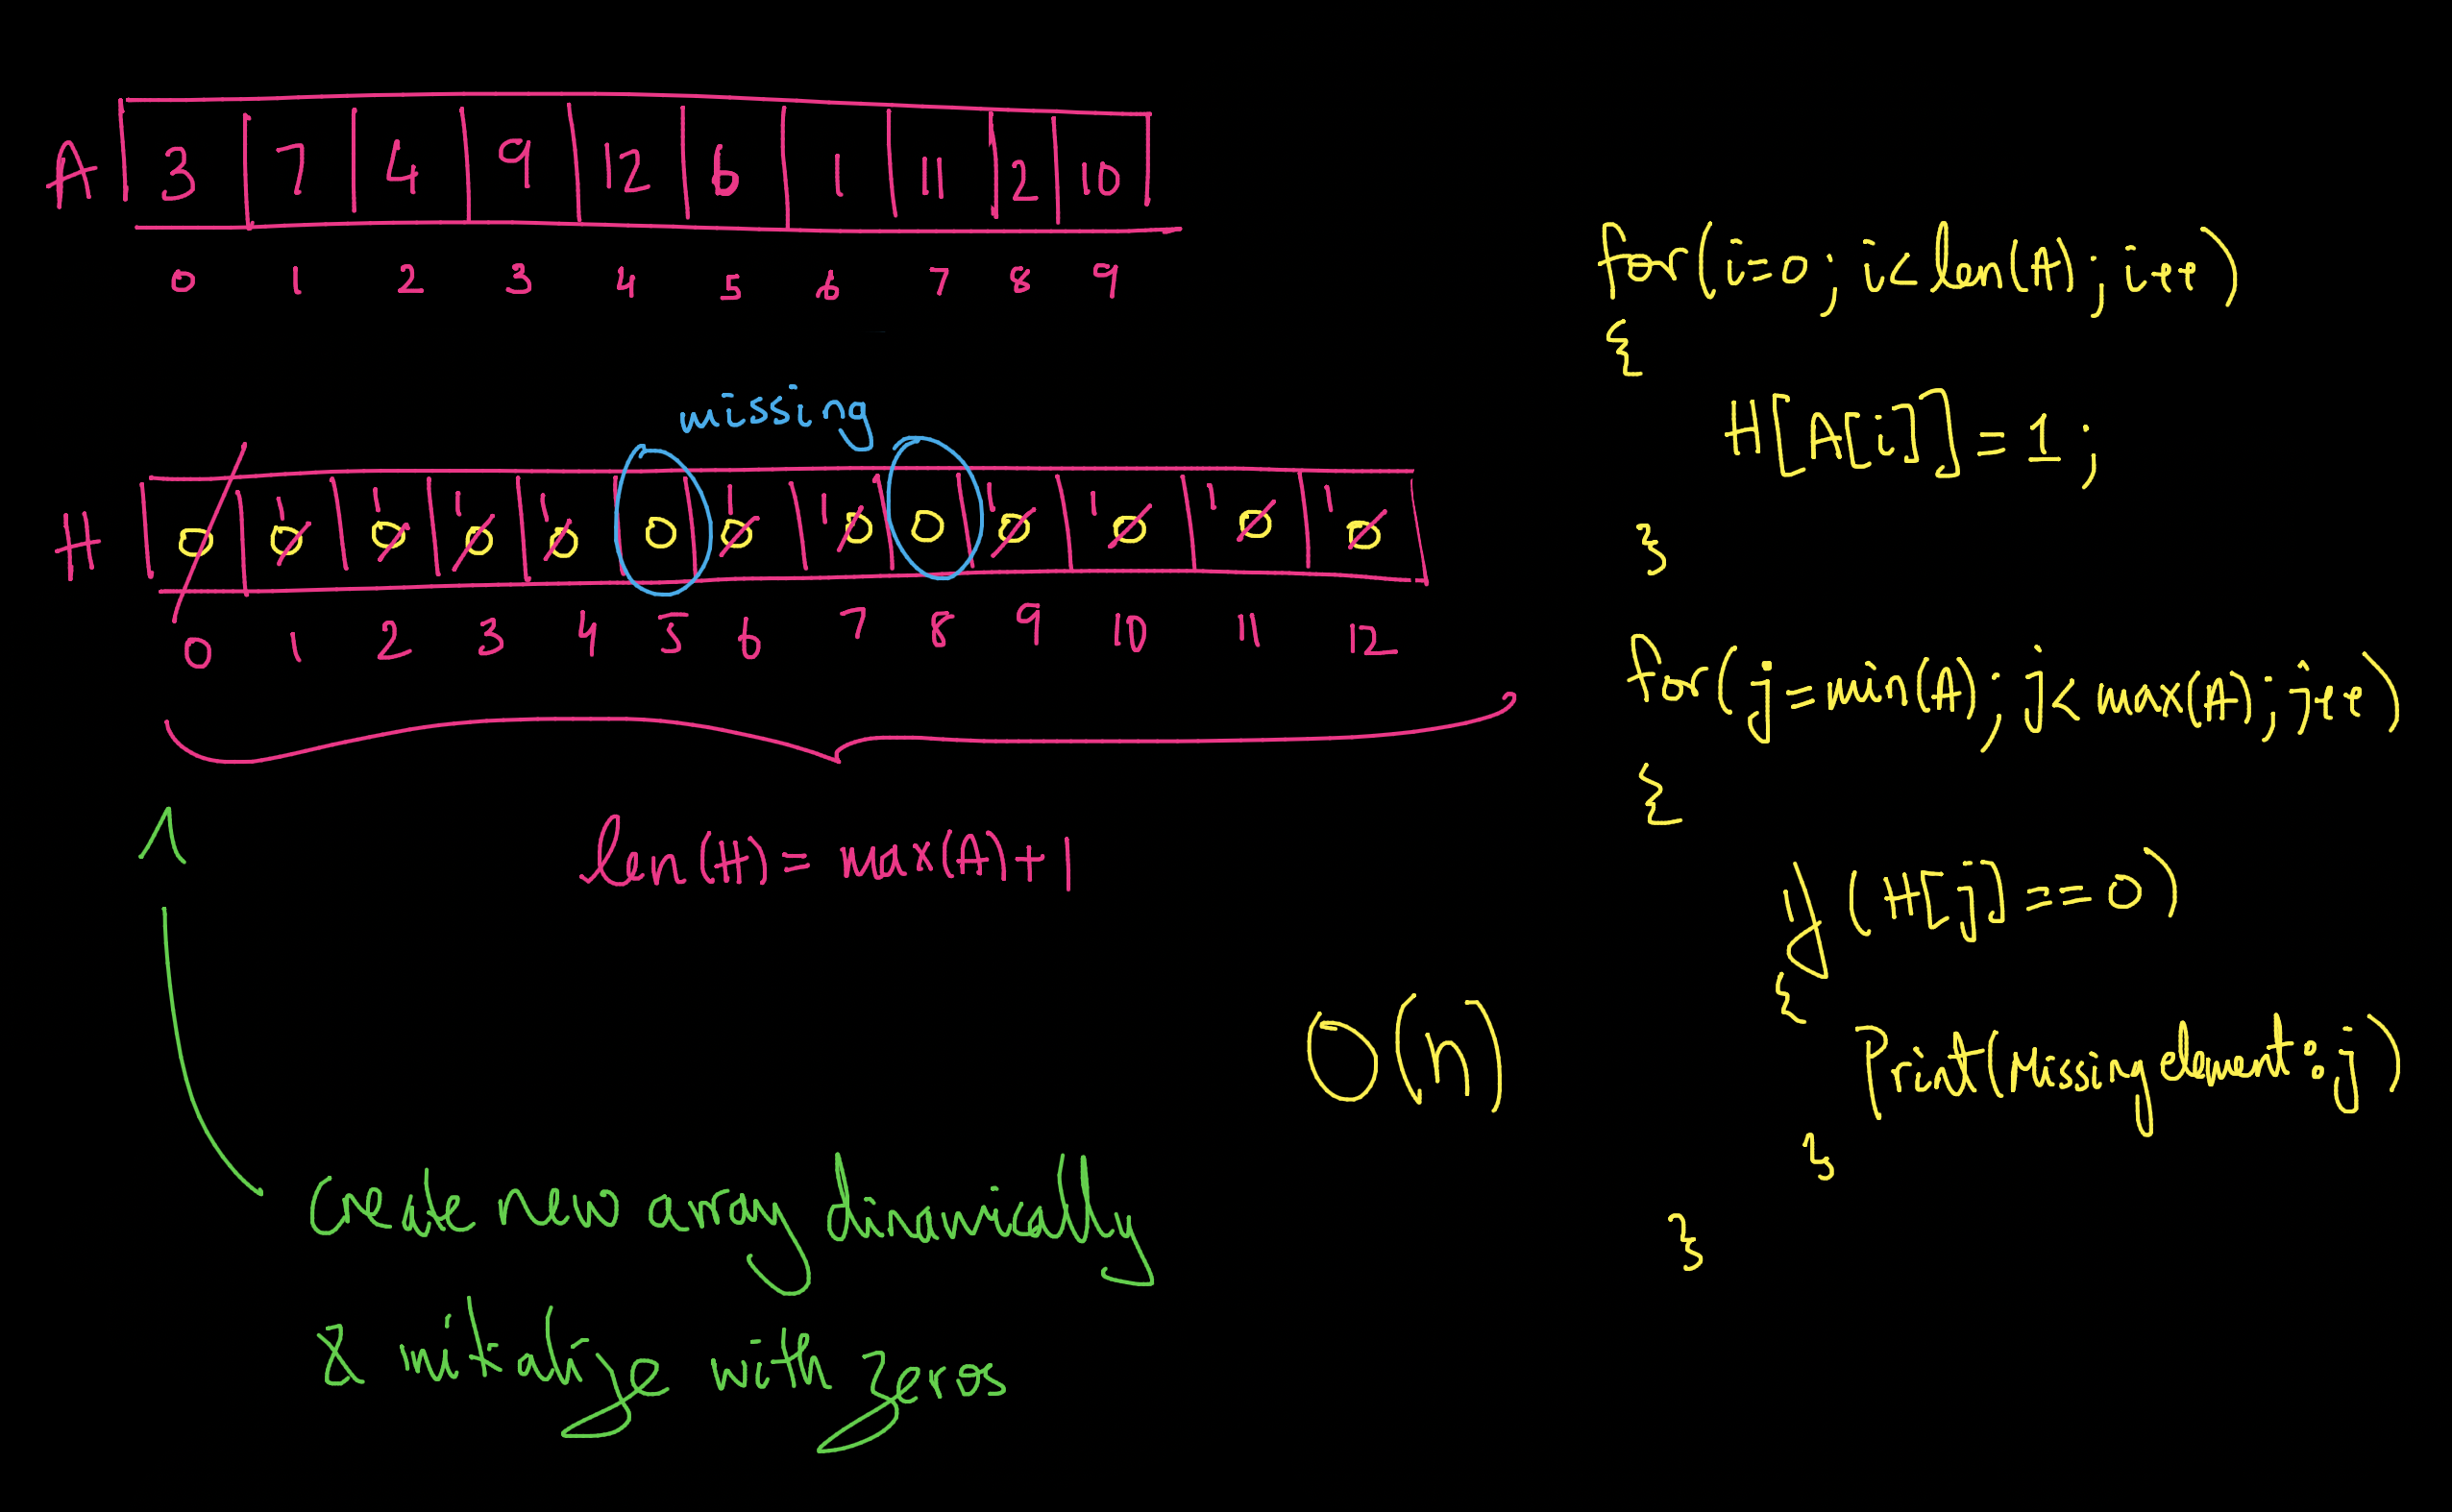 A 3 7 4 9 12 6 1 11 2 10
0 1 2 3 4 5 6 7 8 9
missing
H 0 0 0 0 0 0 0 0 0 0 0 0 0
1 1 1 1 1 1 1 1 1 1
0 1 2 3 4 5 6 7 8 9 10 11 12
len(H) = max(A)+1
create new array dinamically
& initialize with zeros
O(n)
for(i=0; i<len(A); i++)
{
H[A[i]] = 1;
}
for(j=min(A); j<max(A); j++)
{
if (H[j] == 0)
{
Print(Missing element: j)
}
}